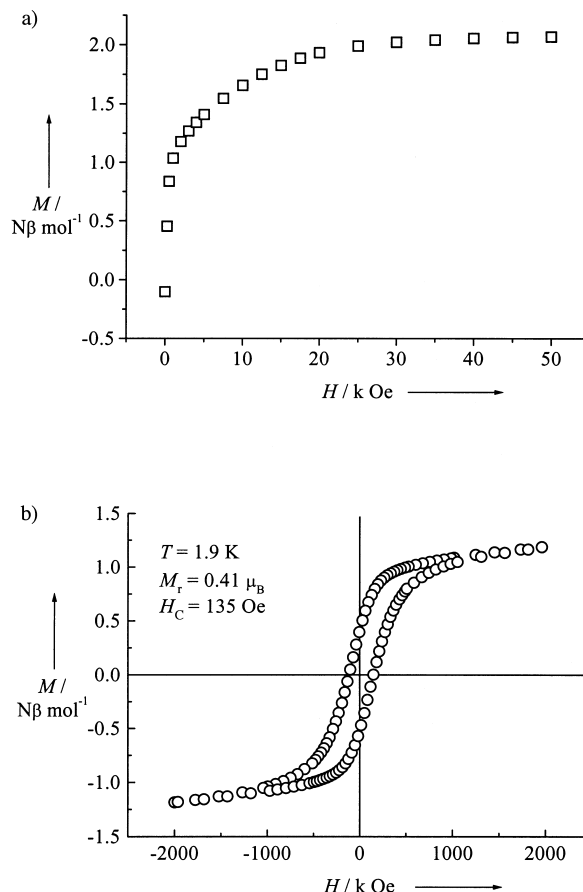 a)
2.0
1.5
1.0
0.5
0.0
-0.5
M /
Nβ mol-1
0 10 20 30 40 50
H / k Oe
b)
1.5
1.0
0.5
0.0
-0.5
-1.0
-1.5
T = 1.9 K
Mr = 0.41 μB
HC = 135 Oe
M /
Nβ mol-1
-2000 -1000 0 1000 2000
H / k Oe